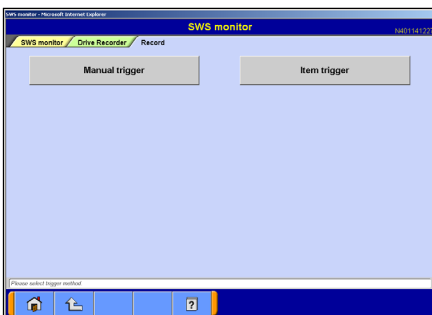 SWS monitor - Microsoft Internet Explorer
SWS monitor
N401141227
SWS monitor Drive Recorder Record
Manual trigger Item trigger
Please select trigger method
?